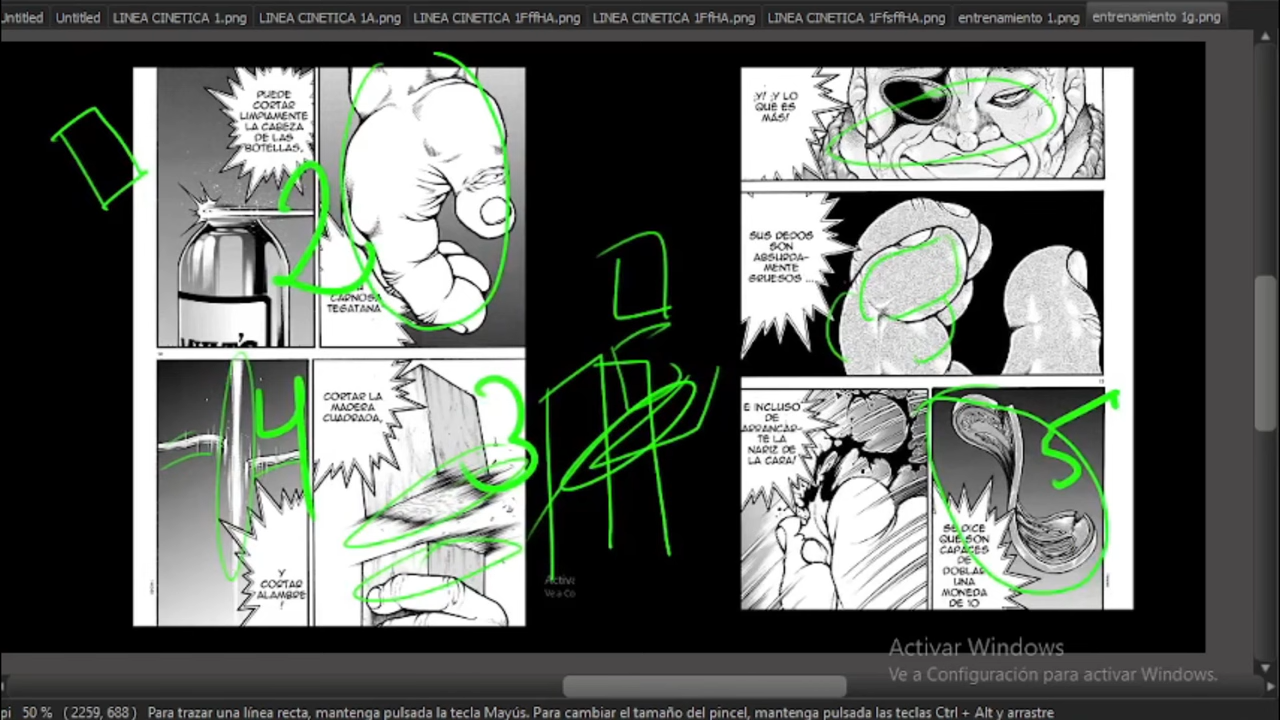 Untitled
Untitled
LINEA CINETICA 1.png
LINEA CINETICA 1A.png
LINEA CINETICA 1FffHA.png
LINEA CINETICA 1FfHA.png
LINEA CINETICA 1FfsffHA.png
entrenamiento 1.png
entrenamiento 1g.png
PUEDE
CORTAR
LIMPIAMENTE
LA CABEZA
DE LAS
BOTELLAS,
2
CARNOSA
TEGATANA
4
Y
CORTAR
ALAMBRE
!
CORTAR LA
MADERA
CUADRADA,
3
¡Y! ¡Y LO
QUE ES
MÁS!
SUS DEDOS
SON
ABSURDA-
MENTE
GRUESOS ...
E INCLUSO
DE
ARRANCAR-
TE LA
NARIZ DE
LA CARA!
5
SE DICE
QUE SON
CAPACES
DE
DOBLAR
UNA
MONEDA
DE 10
Activar Windows
Ve a Configuración para activar Windows.
50 % ( 2259, 688 ) Para trazar una línea recta, mantenga pulsada la tecla Mayús. Para cambiar el tamaño del pincel, mantenga pulsada las teclas Ctrl + Alt y arrastre